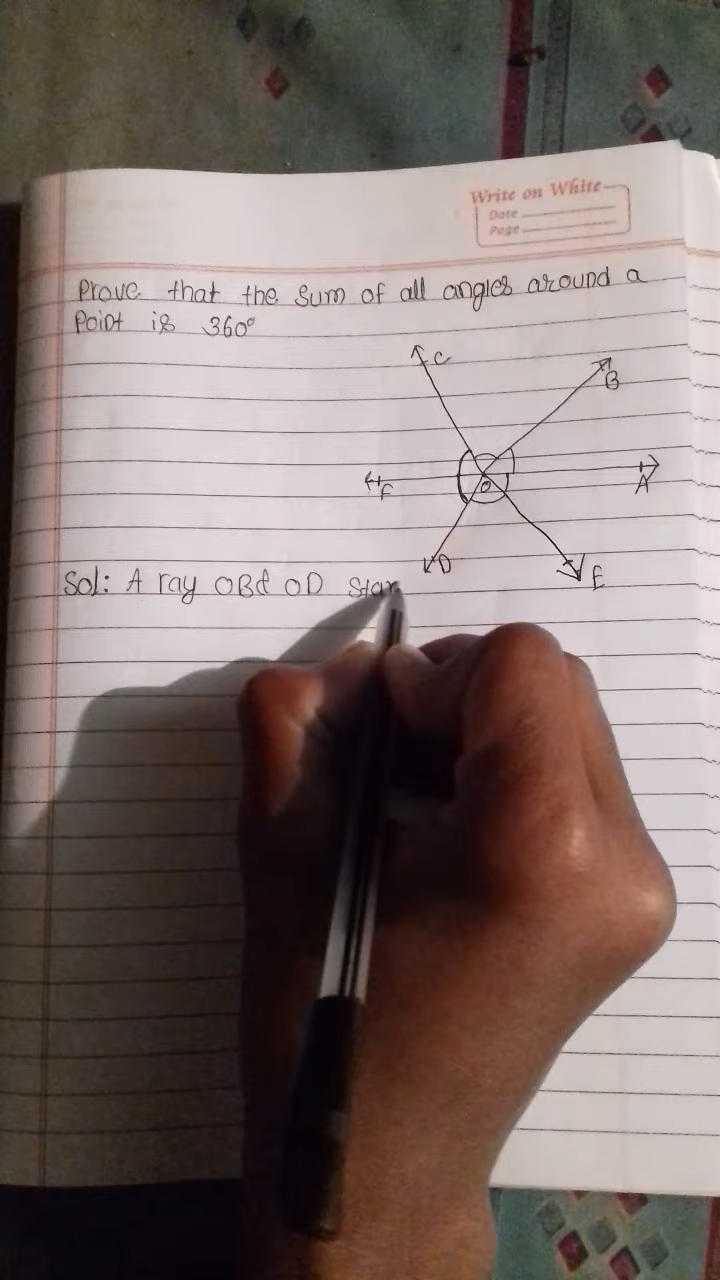 Write on White
Date
Page
Prove that the sum of all angles around a
Point is 360°
C
B
F
O
A
D
E
Sol: A ray OB & OD Star